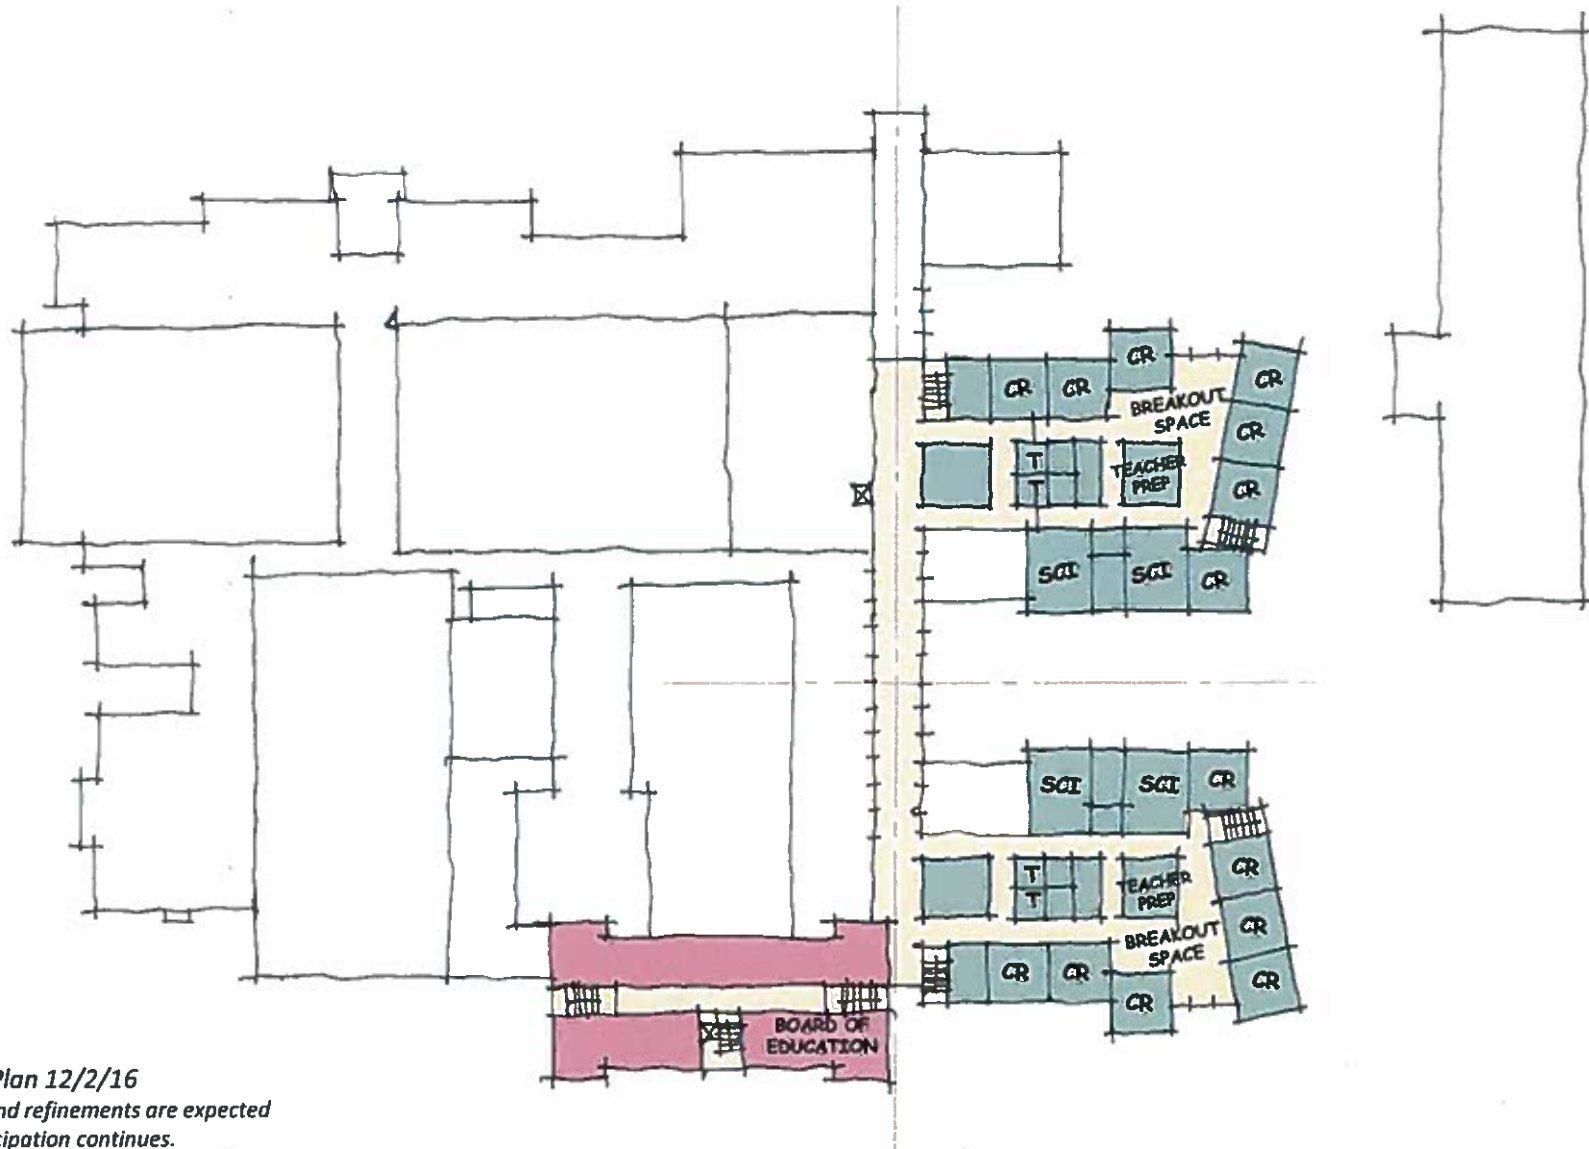 CR
CR
CR
CR
BREAKOUT
SPACE
CR
T
TEACHER
PREP
T
CR
SCI
SCI
CR
SCI
SCI
CR
T
TEACHER
PREP
T
CR
BREAKOUT
SPACE
CR
CR
CR
CR
CR
BOARD OF
EDUCATION
Plan 12/2/16
nd refinements are expected
cipation continues.